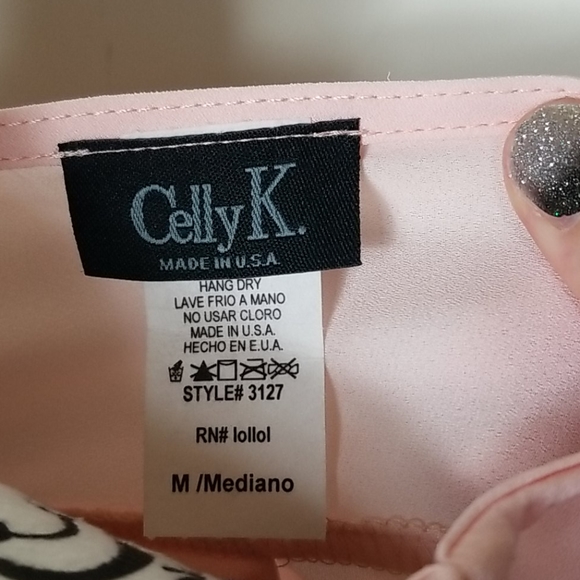 Celly K.
MADE IN U.S.A.
HANG DRY
LAVE FRIO A MANO
NO USAR CLORO
MADE IN U.S.A.
HECHO EN E.U.A.
STYLE# 3127
RN# lollol
M /Mediano